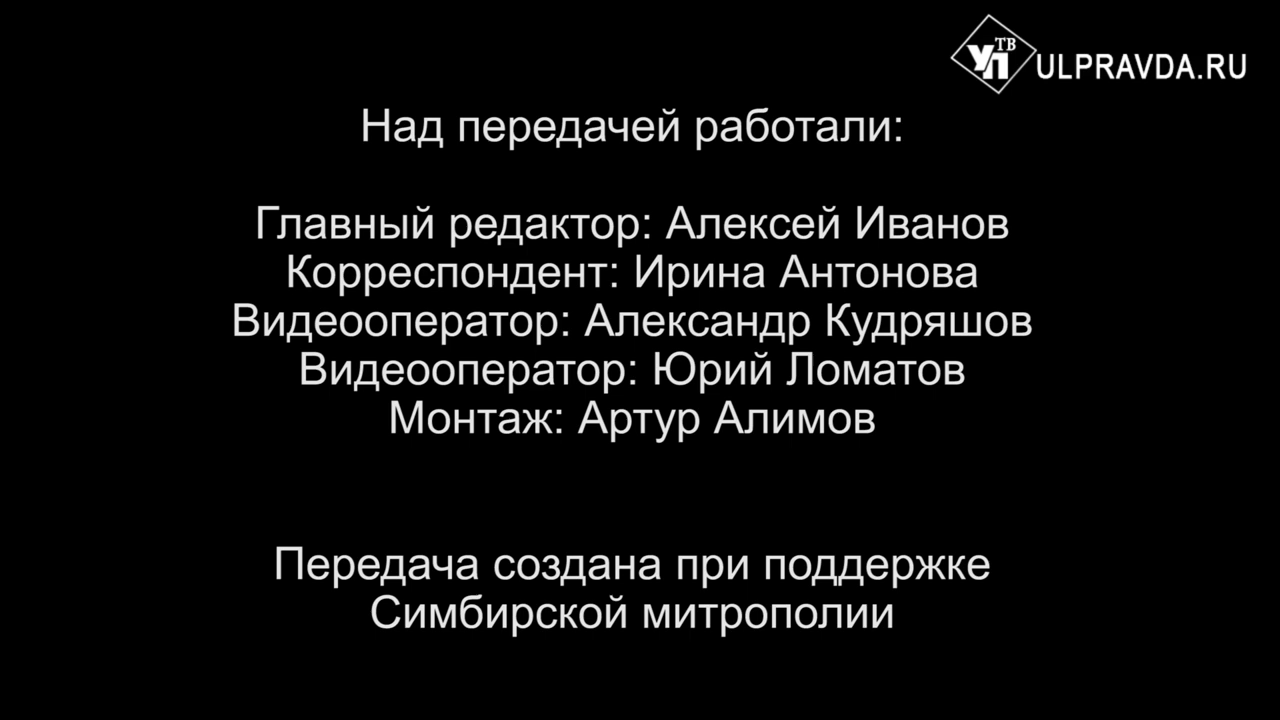 УП ТВ ULPRAVDA.RU
Над передачей работали:
Главный редактор: Алексей Иванов
Корреспондент: Ирина Антонова
Видеооператор: Александр Кудряшов
Видеооператор: Юрий Ломатов
Монтаж: Артур Алимов
Передача создана при поддержке
Симбирской митрополии